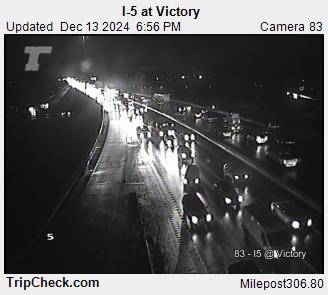 I-5 at Victory
Updated Dec 13 2024 6:56 PM Camera 83
T
5
83 - I5 @ Victory
TripCheck.com Milepost306.80